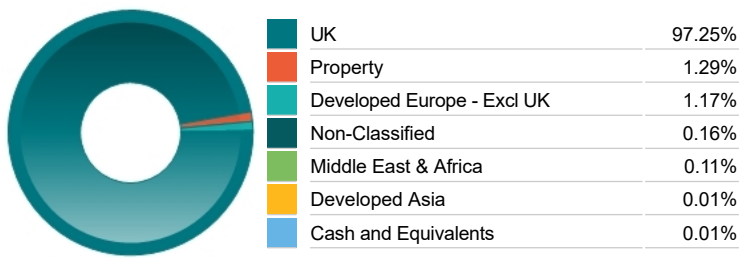 UK 97.25%
Property 1.29%
Developed Europe - Excl UK 1.17%
Non-Classified 0.16%
Middle East & Africa 0.11%
Developed Asia 0.01%
Cash and Equivalents 0.01%